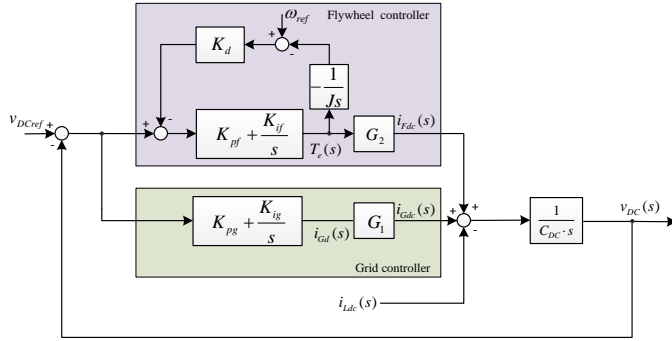 Flywheel controller
ω_ref
+
-
K_d
-1/Js
v_DCref
+
-
+
-
K_pf + K_if/s
T_e(s)
G_2
i_Fdc(s)
K_pg + K_ig/s
i_Gd(s)
G_1
i_Gdc(s)
+
+
-
1/(C_DC · s)
v_DC(s)
Grid controller
i_Ldc(s)